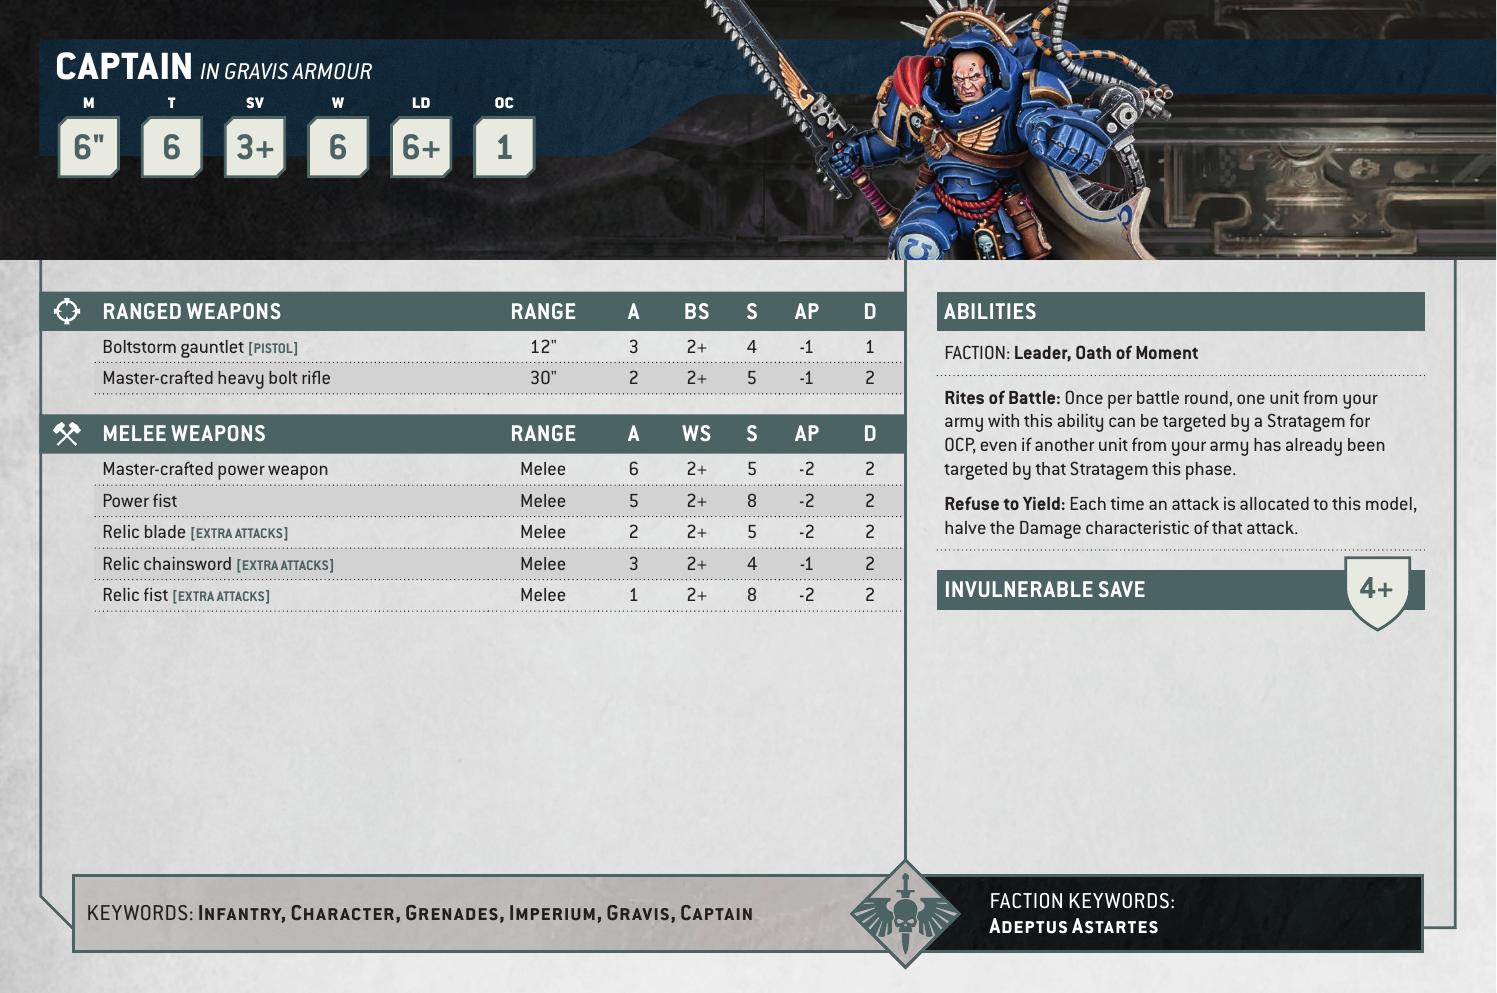 CAPTAIN IN GRAVIS ARMOUR
M T SV W LD OC
6" 6 3+ 6 6+ 1
RANGED WEAPONS RANGE A BS S AP D
Boltstorm gauntlet [PISTOL] 12" 3 2+ 4 -1 1
Master-crafted heavy bolt rifle 30" 2 2+ 5 -1 2
MELEE WEAPONS RANGE A WS S AP D
Master-crafted power weapon Melee 6 2+ 5 -2 2
Power fist Melee 5 2+ 8 -2 2
Relic blade [EXTRA ATTACKS] Melee 2 2+ 5 -2 2
Relic chainsword [EXTRA ATTACKS] Melee 3 2+ 4 -1 2
Relic fist [EXTRA ATTACKS] Melee 1 2+ 8 -2 2
ABILITIES
FACTION: Leader, Oath of Moment
Rites of Battle: Once per battle round, one unit from your
army with this ability can be targeted by a Stratagem for
0CP, even if another unit from your army has already been
targeted by that Stratagem this phase.
Refuse to Yield: Each time an attack is allocated to this model,
halve the Damage characteristic of that attack.
INVULNERABLE SAVE 4+
KEYWORDS: INFANTRY, CHARACTER, GRENADES, IMPERIUM, GRAVIS, CAPTAIN
FACTION KEYWORDS:
ADEPTUS ASTARTES